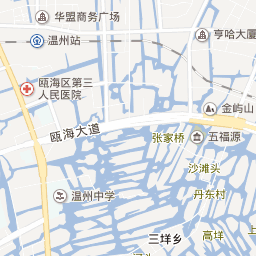 华盟商务广场
温州站
亨哈大厦
瓯海区第三
人民医院
金屿山
瓯海大道
张家桥
五福源
沙滩头
丹东村
温州中学
三垟乡
高垟